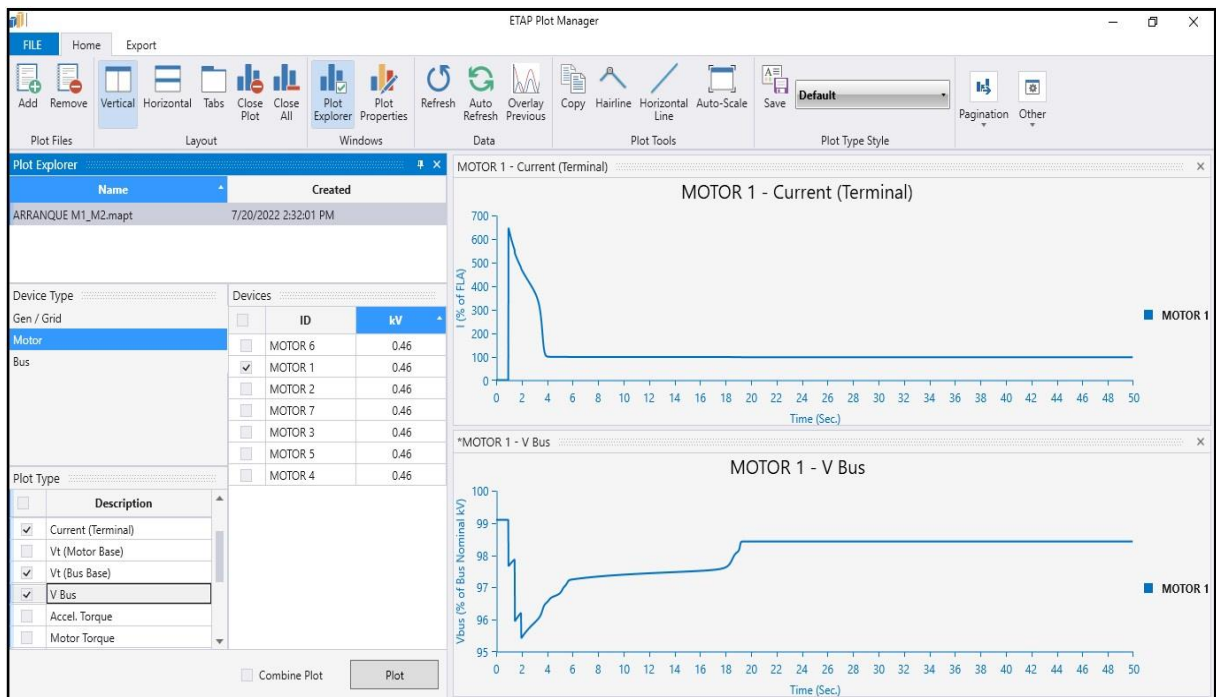 ETAP Plot Manager
FILE Home Export
Add Remove Vertical Horizontal Tabs Close Plot Close All Plot Explorer Plot Properties Refresh Auto Refresh Overlay Previous Copy Hairline Horizontal Line Auto-Scale Save Default Pagination Other
Plot Files Layout Windows Data Plot Tools Plot Type Style
Plot Explorer
Name Created
ARRANQUE M1_M2.mapt 7/20/2022 2:32:01 PM
Device Type
Gen / Grid
Motor
Bus
Devices
ID kV
MOTOR 6 0.46
MOTOR 1 0.46
MOTOR 2 0.46
MOTOR 7 0.46
MOTOR 3 0.46
MOTOR 5 0.46
MOTOR 4 0.46
Plot Type
Description
Current (Terminal)
Vt (Motor Base)
Vt (Bus Base)
V Bus
Accel. Torque
Motor Torque
Combine Plot Plot
MOTOR 1 - Current (Terminal)
MOTOR 1 - Current (Terminal)
I (% of FLA)
700
600
500
400
300
200
100
0
0 2 4 6 8 10 12 14 16 18 20 22 24 26 28 30 32 34 36 38 40 42 44 46 48 50
Time (Sec.)
MOTOR 1
*MOTOR 1 - V Bus
MOTOR 1 - V Bus
Vbus (% of Bus Nominal kV)
100
99
98
97
96
95
0 2 4 6 8 10 12 14 16 18 20 22 24 26 28 30 32 34 36 38 40 42 44 46 48 50
Time (Sec.)
MOTOR 1